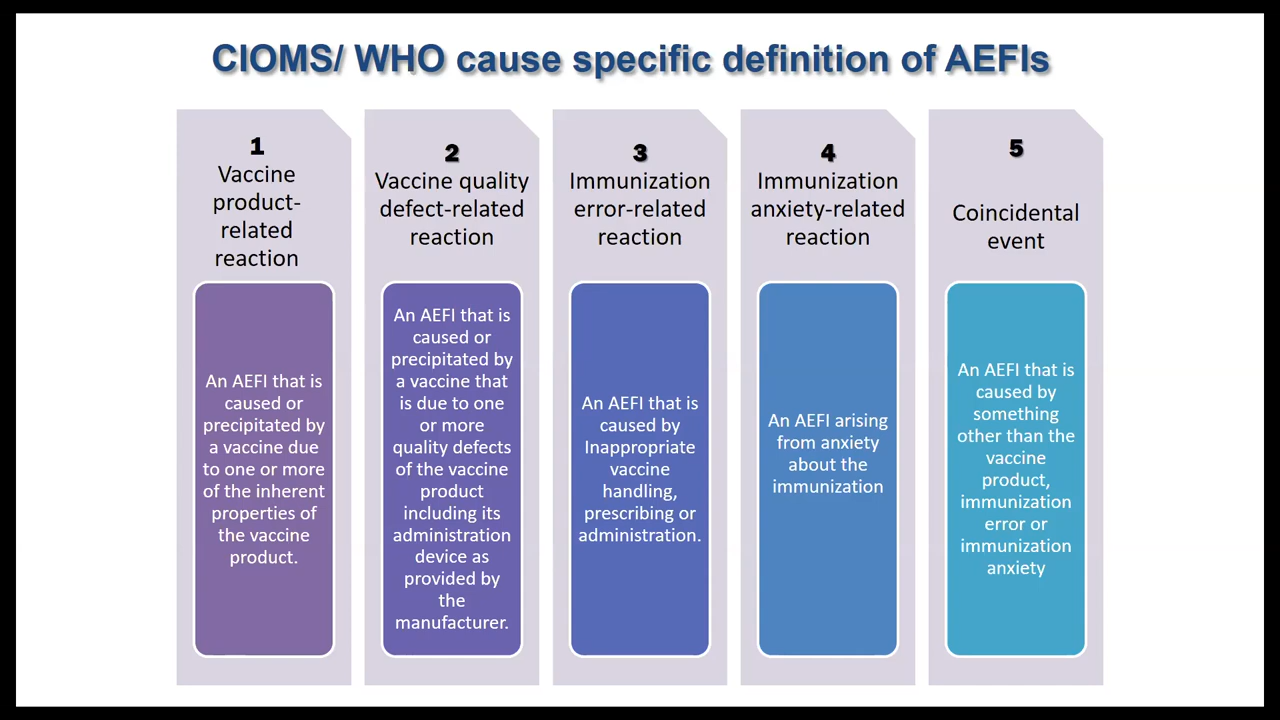 CIOMS/ WHO cause specific definition of AEFIs
1
Vaccine
product-
related
reaction
An AEFI that is
caused or
precipitated by
a vaccine due
to one or more
of the inherent
properties of
the vaccine
product.
2
Vaccine quality
defect-related
reaction
An AEFI that is
caused or
precipitated by
a vaccine that
is due to one
or more
quality defects
of the vaccine
product
including its
administration
device as
provided by
the
manufacturer.
3
Immunization
error-related
reaction
An AEFI that is
caused by
Inappropriate
vaccine
handling,
prescribing or
administration.
4
Immunization
anxiety-related
reaction
An AEFI arising
from anxiety
about the
immunization
5
Coincidental
event
An AEFI that is
caused by
something
other than the
vaccine
product,
immunization
error or
immunization
anxiety